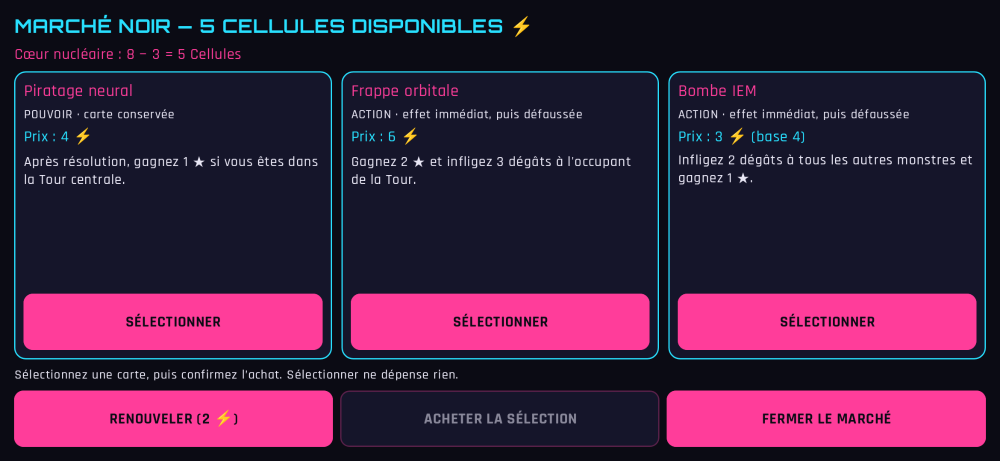 MARCHÉ NOIR — 5 CELLULES DISPONIBLES ⚡
Cœur nucléaire : 8 − 3 = 5 Cellules
Piratage neural
POUVOIR · carte conservée
Prix : 4 ⚡
Après résolution, gagnez 1 ★ si vous êtes dans
la Tour centrale.
SÉLECTIONNER
Frappe orbitale
ACTION · effet immédiat, puis défaussée
Prix : 6 ⚡
Gagnez 2 ★ et infligez 3 dégâts à l'occupant
de la Tour.
SÉLECTIONNER
Bombe IEM
ACTION · effet immédiat, puis défaussée
Prix : 3 ⚡ (base 4)
Infligez 2 dégâts à tous les autres monstres et
gagnez 1 ★.
SÉLECTIONNER
Sélectionnez une carte, puis confirmez l'achat. Sélectionner ne dépense rien.
RENOUVELER (2 ⚡)
ACHETER LA SÉLECTION
FERMER LE MARCHÉ